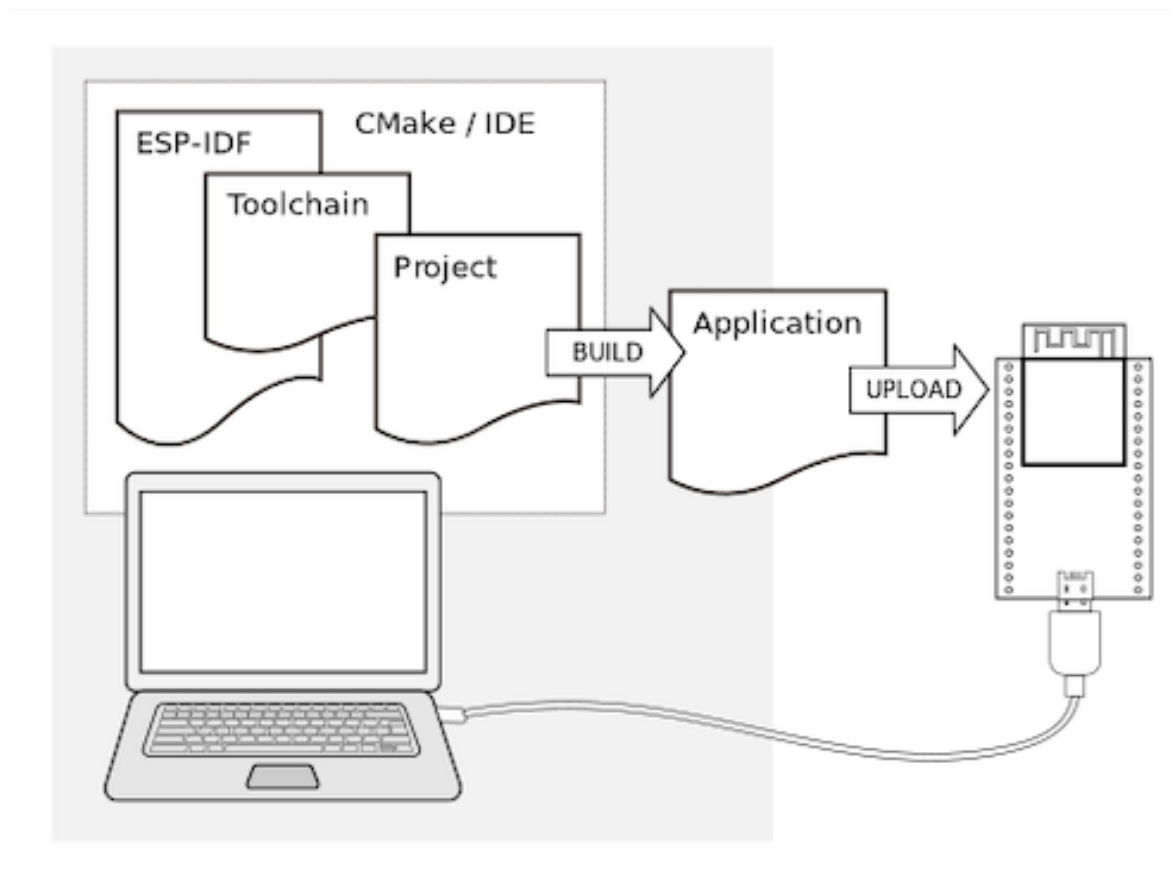 CMake / IDE
ESP-IDF
Toolchain
Project
BUILD
Application
UPLOAD